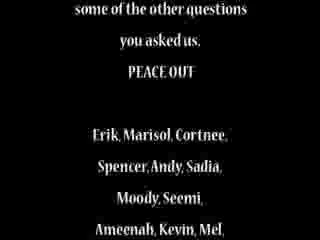 some of the other questions
you asked us.
PEACE OUT
Erik, Marisol, Cortnee,
Spencer, Andy, Sadia,
Moody, Seemi,
Ameenah, Kevin, Mel,